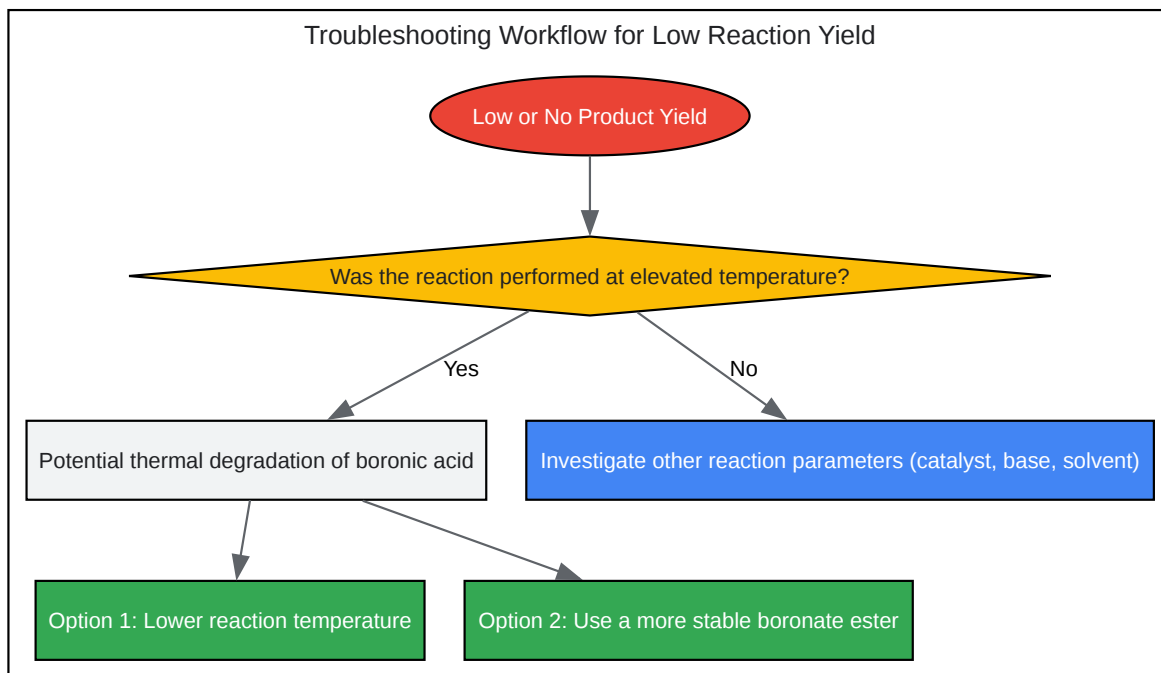 Troubleshooting Workflow for Low Reaction Yield
Low or No Product Yield
Was the reaction performed at elevated temperature?
Yes
No
Potential thermal degradation of boronic acid
Investigate other reaction parameters (catalyst, base, solvent)
Option 1: Lower reaction temperature
Option 2: Use a more stable boronate ester